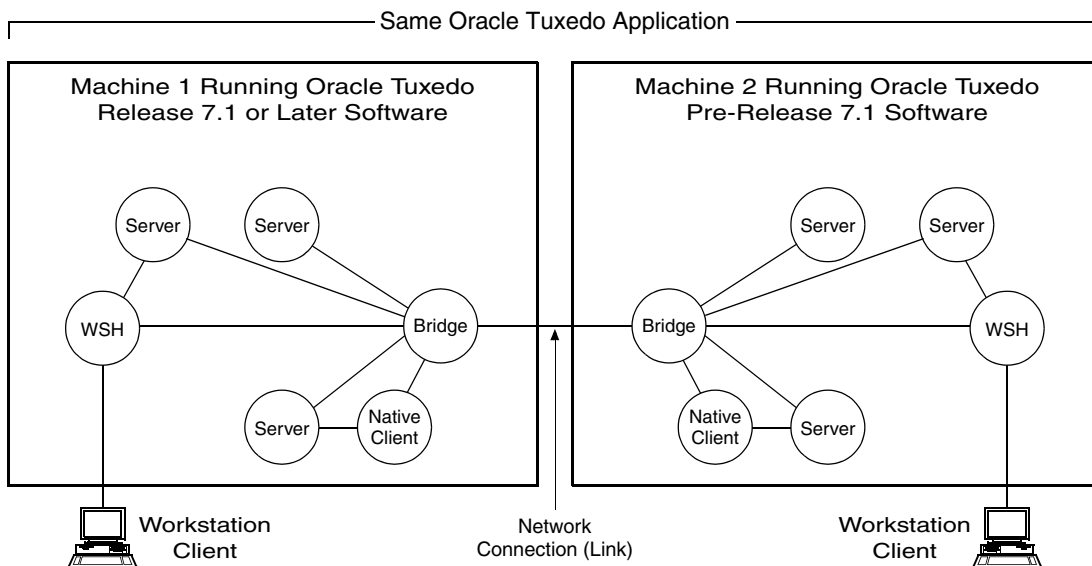 Same Oracle Tuxedo Application
Machine 1 Running Oracle Tuxedo
Release 7.1 or Later Software
Machine 2 Running Oracle Tuxedo
Pre-Release 7.1 Software
Server
Server
Server
Server
WSH
Bridge
Bridge
WSH
Server
Native
Client
Native
Client
Server
Workstation
Client
Network
Connection (Link)
Workstation
Client